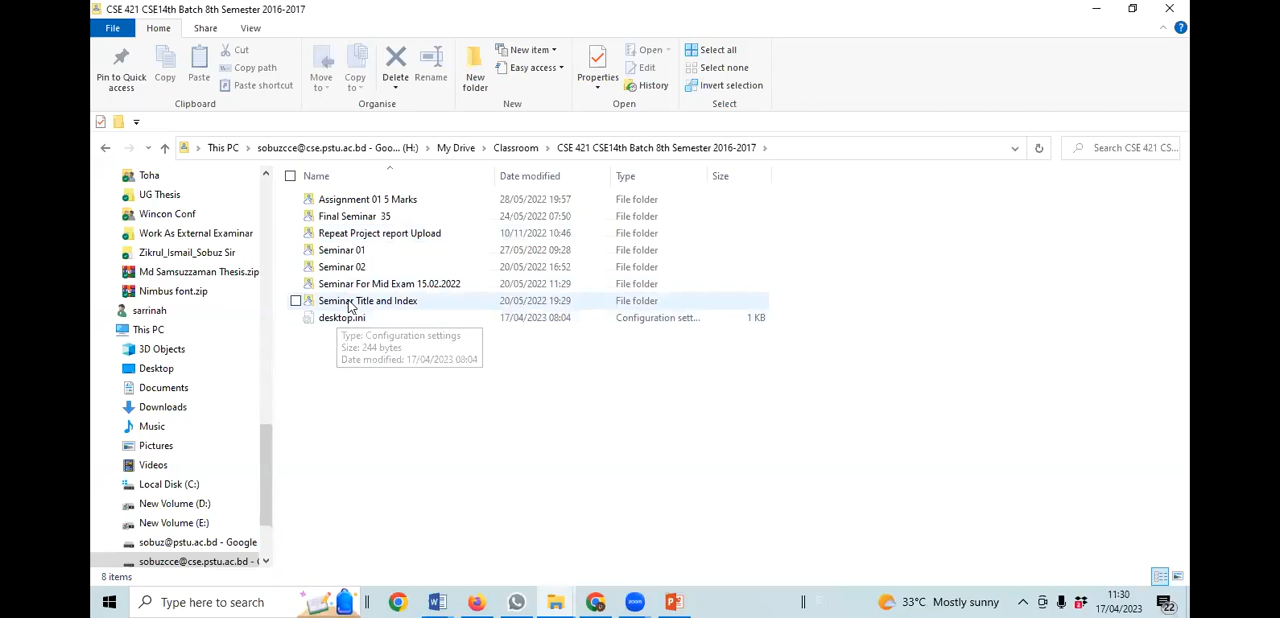 CSE 421 CSE14th Batch 8th Semester 2016-2017
File Home Share View
Pin to Quick access
Copy
Paste
Cut
Copy path
Paste shortcut
Clipboard
Move to
Copy to
Delete
Rename
Organise
New folder
New item
Easy access
New
Properties
Open
Edit
History
Open
Select all
Select none
Invert selection
Select
This PC > sobuzcce@cse.pstu.ac.bd - Goo... (H:) > My Drive > Classroom > CSE 421 CSE14th Batch 8th Semester 2016-2017 >
Search CSE 421 CS...
Toha
UG Thesis
Wincon Conf
Work As External Examinar
Zikrul_Ismail_Sobuz Sir
Md Samsuzzaman Thesis.zip
Nimbus font.zip
sarrinah
This PC
3D Objects
Desktop
Documents
Downloads
Music
Pictures
Videos
Local Disk (C:)
New Volume (D:)
New Volume (E:)
sobuz@pstu.ac.bd - Google
sobuzcce@cse.pstu.ac.bd - G
Name Date modified Type Size
Assignment 01 5 Marks 28/05/2022 19:57 File folder
Final Seminar 35 24/05/2022 07:50 File folder
Repeat Project report Upload 10/11/2022 10:46 File folder
Seminar 01 27/05/2022 09:28 File folder
Seminar 02 20/05/2022 16:52 File folder
Seminar For Mid Exam 15.02.2022 20/05/2022 11:29 File folder
Seminar Title and Index 20/05/2022 19:29 File folder
desktop.ini 17/04/2023 08:04 Configuration sett... 1 KB
Type: Configuration settings
Size: 244 bytes
Date modified: 17/04/2023 08:04
8 items
Type here to search
zoom
33°C Mostly sunny
11:30
17/04/2023
22